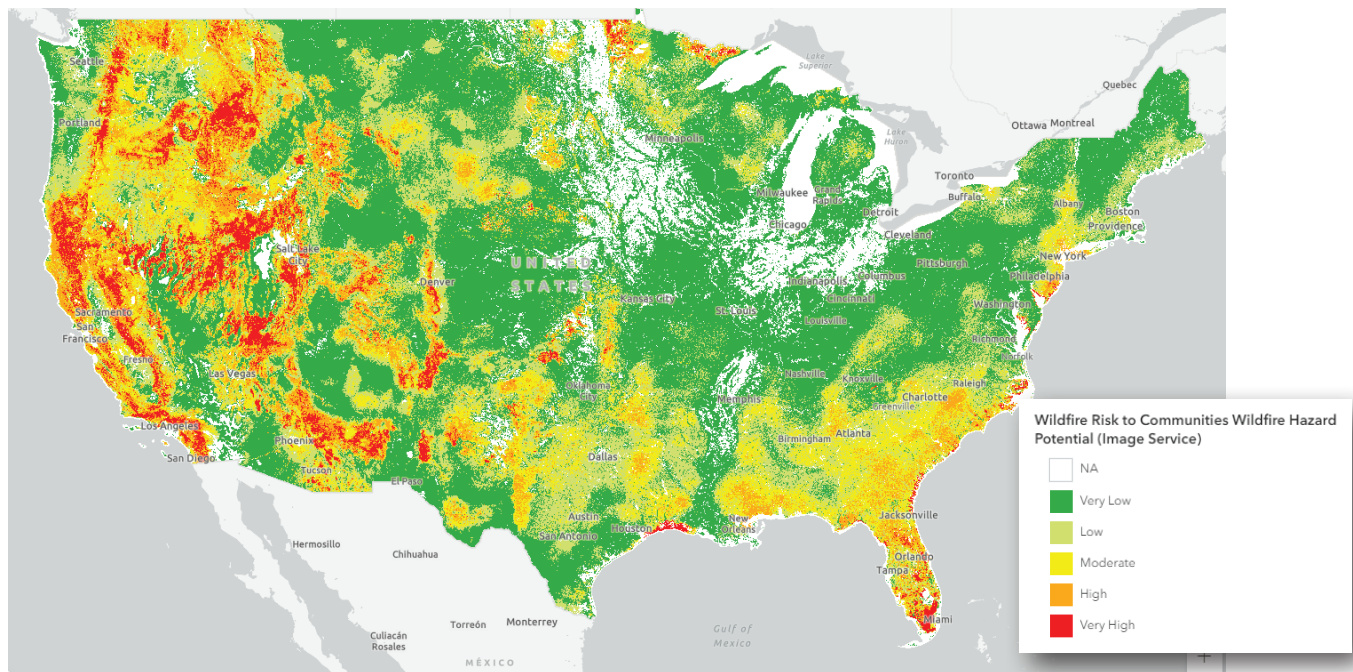 Seattle
Portland
Sacramento
San
Francisco
Fresno
Las Vegas
Los Angeles
San Diego
Phoenix
Tucson
Salt Lake
City
Denver
El Paso
UNITED
STATES
Minneapolis
Milwaukee
Grand
Rapids
Chicago
Detroit
Lake
Superior
Lake
Huron
Toronto
Buffalo
Ottawa
Montreal
Quebec
Albany
Boston
Providence
New York
Philadelphia
Cleveland
Pittsburgh
Columbus
Indianapolis
Cincinnati
Washington
Richmond
Norfolk
Kansas City
St. Louis
Louisville
Nashville
Knoxville
Raleigh
Charlotte
Greenville
Oklahoma
City
Memphis
Birmingham
Atlanta
Dallas
Austin
San Antonio
Houston
New
Orleans
Jacksonville
Orlando
Tampa
Miami
Hermosillo
Chihuahua
Torreón
Monterrey
Culiacán
Rosales
MÉXICO
Gulf of
Mexico
Wildfire Risk to Communities Wildfire Hazard
Potential (Image Service)
NA
Very Low
Low
Moderate
High
Very High
+